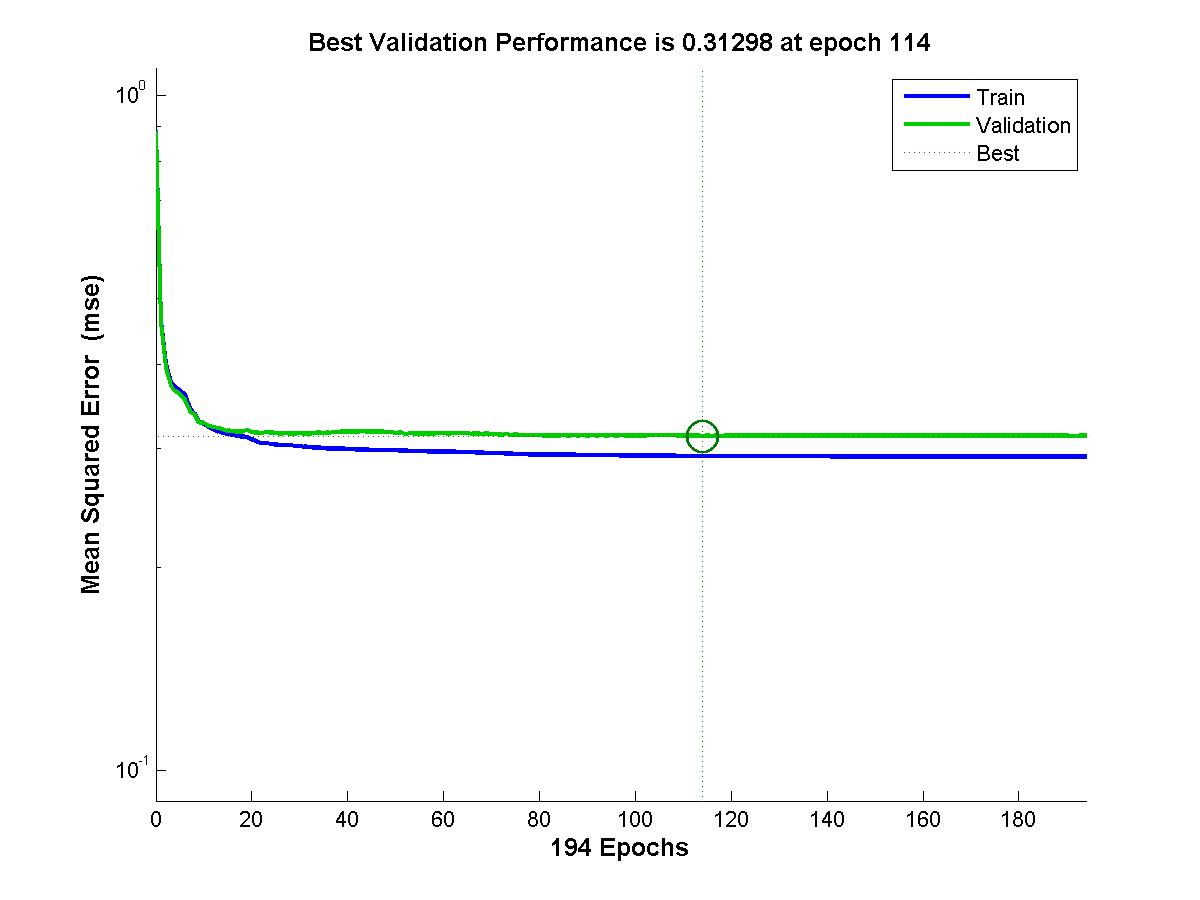 Best Validation Performance is 0.31298 at epoch 114
10^0
Train
Validation
Best
Mean Squared Error (mse)
10^-1
0 20 40 60 80 100 120 140 160 180
194 Epochs